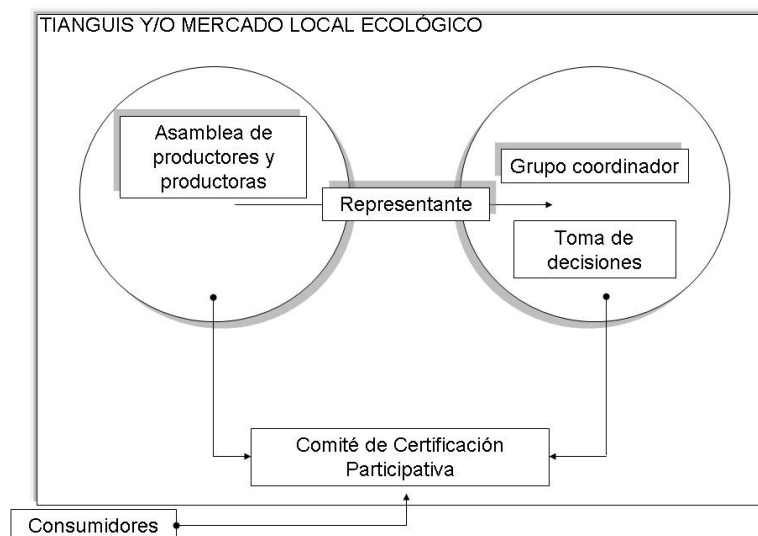 TIANGUIS Y/O MERCADO LOCAL ECOLÓGICO
Asamblea de
productores y
productoras
Representante
Grupo coordinador
Toma de
decisiones
Comité de Certificación
Participativa
Consumidores